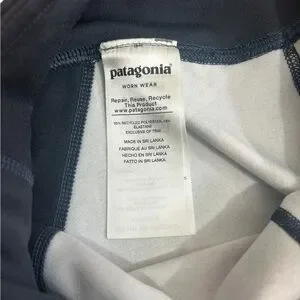 patagonia®
WORN WEAR
Repair, Reuse, Recycle
This Product
www.patagonia.com
ELASTANE
EXCLUSIVE OF TRIM
MADE IN SRI LANKA
FABRIQUÉ AU SRI LANKA
HECHO EN SRI LANKA
FATTO IN SRI LANKA